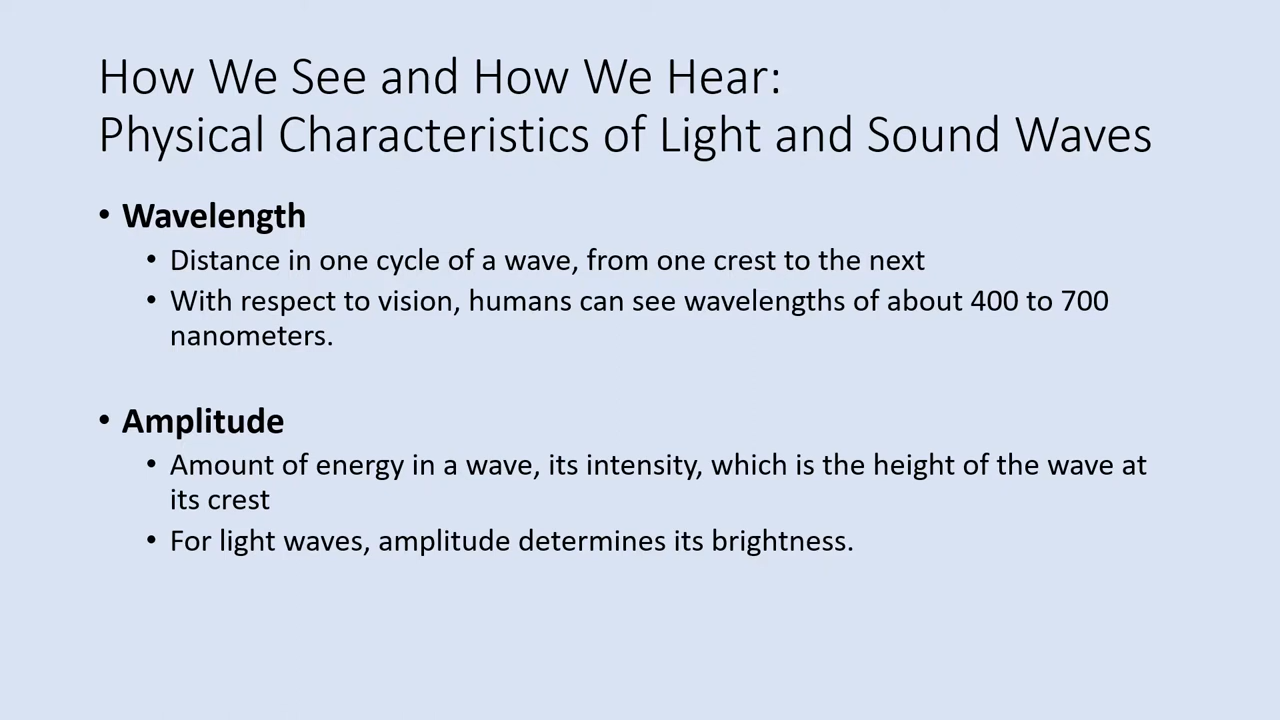 How We See and How We Hear:
Physical Characteristics of Light and Sound Waves
• Wavelength
• Distance in one cycle of a wave, from one crest to the next
• With respect to vision, humans can see wavelengths of about 400 to 700
nanometers.
• Amplitude
• Amount of energy in a wave, its intensity, which is the height of the wave at
its crest
• For light waves, amplitude determines its brightness.